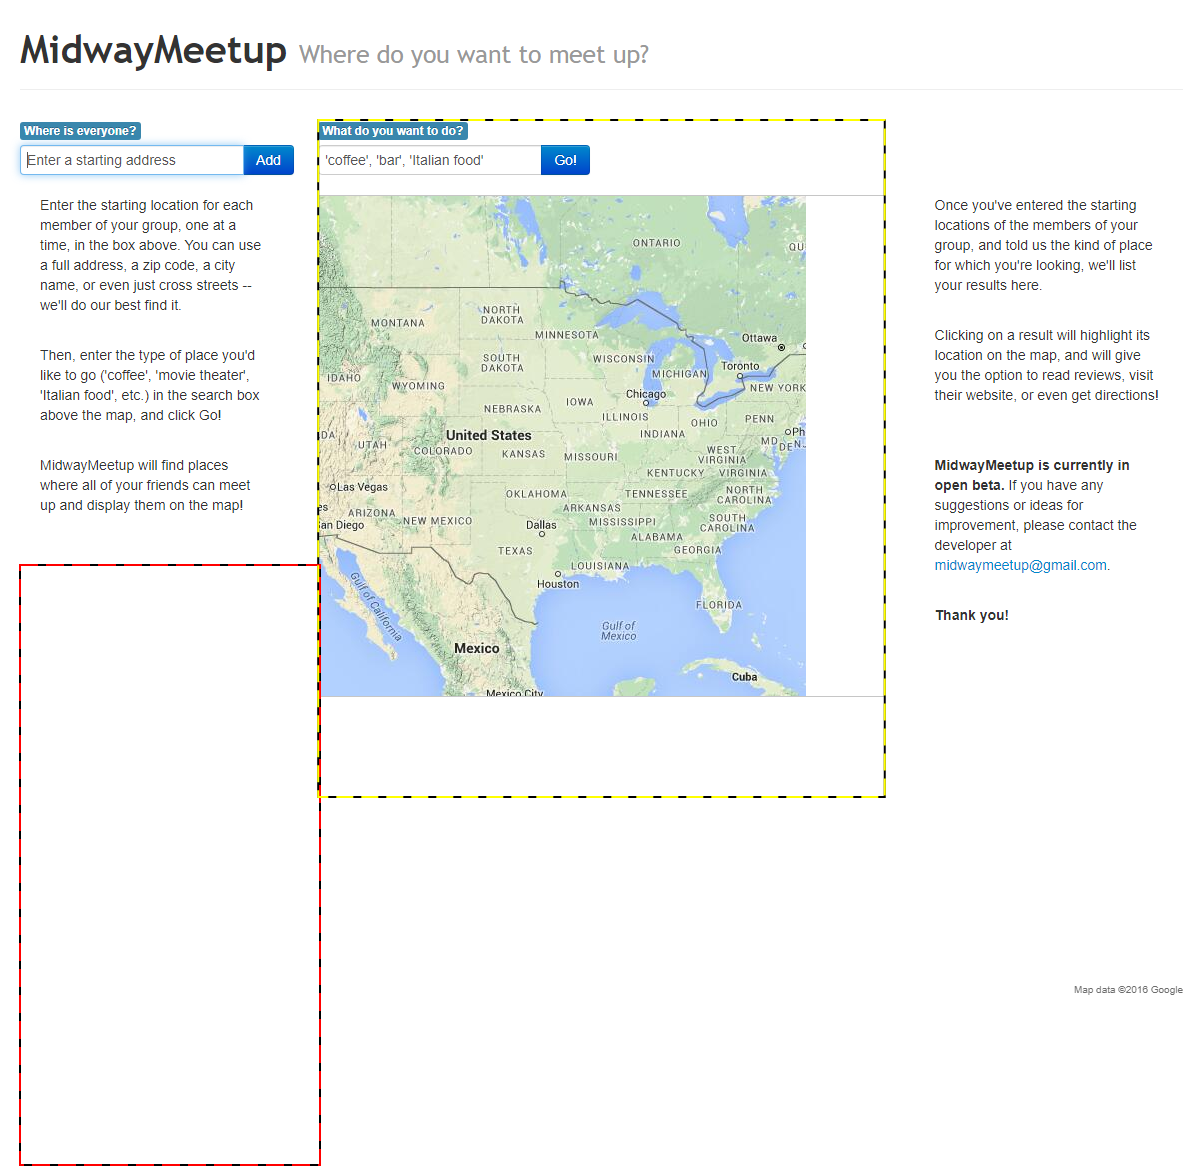 MidwayMeetup Where do you want to meet up?
Where is everyone?
Enter a starting address Add
Enter the starting location for each
member of your group, one at a
time, in the box above. You can use
a full address, a zip code, a city
name, or even just cross streets --
we'll do our best find it.
Then, enter the type of place you'd
like to go ('coffee', 'movie theater',
'Italian food', etc.) in the search box
above the map, and click Go!
MidwayMeetup will find places
where all of your friends can meet
up and display them on the map!
What do you want to do?
'coffee', 'bar', 'Italian food' Go!
ONTARIO
QU
MONTANA
NORTH
DAKOTA
MINNESOTA
Ottawa
SOUTH
DAKOTA
WISCONSIN
MICHIGAN
Toronto
IDAHO
WYOMING
NEW YORK
Chicago
IOWA
NEBRASKA
ILLINOIS
OHIO
PENN
INDIANA
Ph
United States
DA
UTAH
COLORADO
KANSAS
MISSOURI
WEST
VIRGINIA
MD
DE
N.
KENTUCKY
VIRGINIA
Las Vegas
OKLAHOMA
TENNESSEE
NORTH
CAROLINA
es
ARIZONA
NEW MEXICO
ARKANSAS
MISSISSIPPI
SOUTH
CAROLINA
an Diego
Dallas
ALABAMA
TEXAS
GEORGIA
LOUISIANA
Houston
Gulf of California
FLORIDA
Gulf of
Mexico
Mexico
Cuba
Mexico City
Once you've entered the starting
locations of the members of your
group, and told us the kind of place
for which you're looking, we'll list
your results here.
Clicking on a result will highlight its
location on the map, and will give
you the option to read reviews, visit
their website, or even get directions!
MidwayMeetup is currently in
open beta. If you have any
suggestions or ideas for
improvement, please contact the
developer at
midwaymeetup@gmail.com.
Thank you!
Map data ©2016 Google